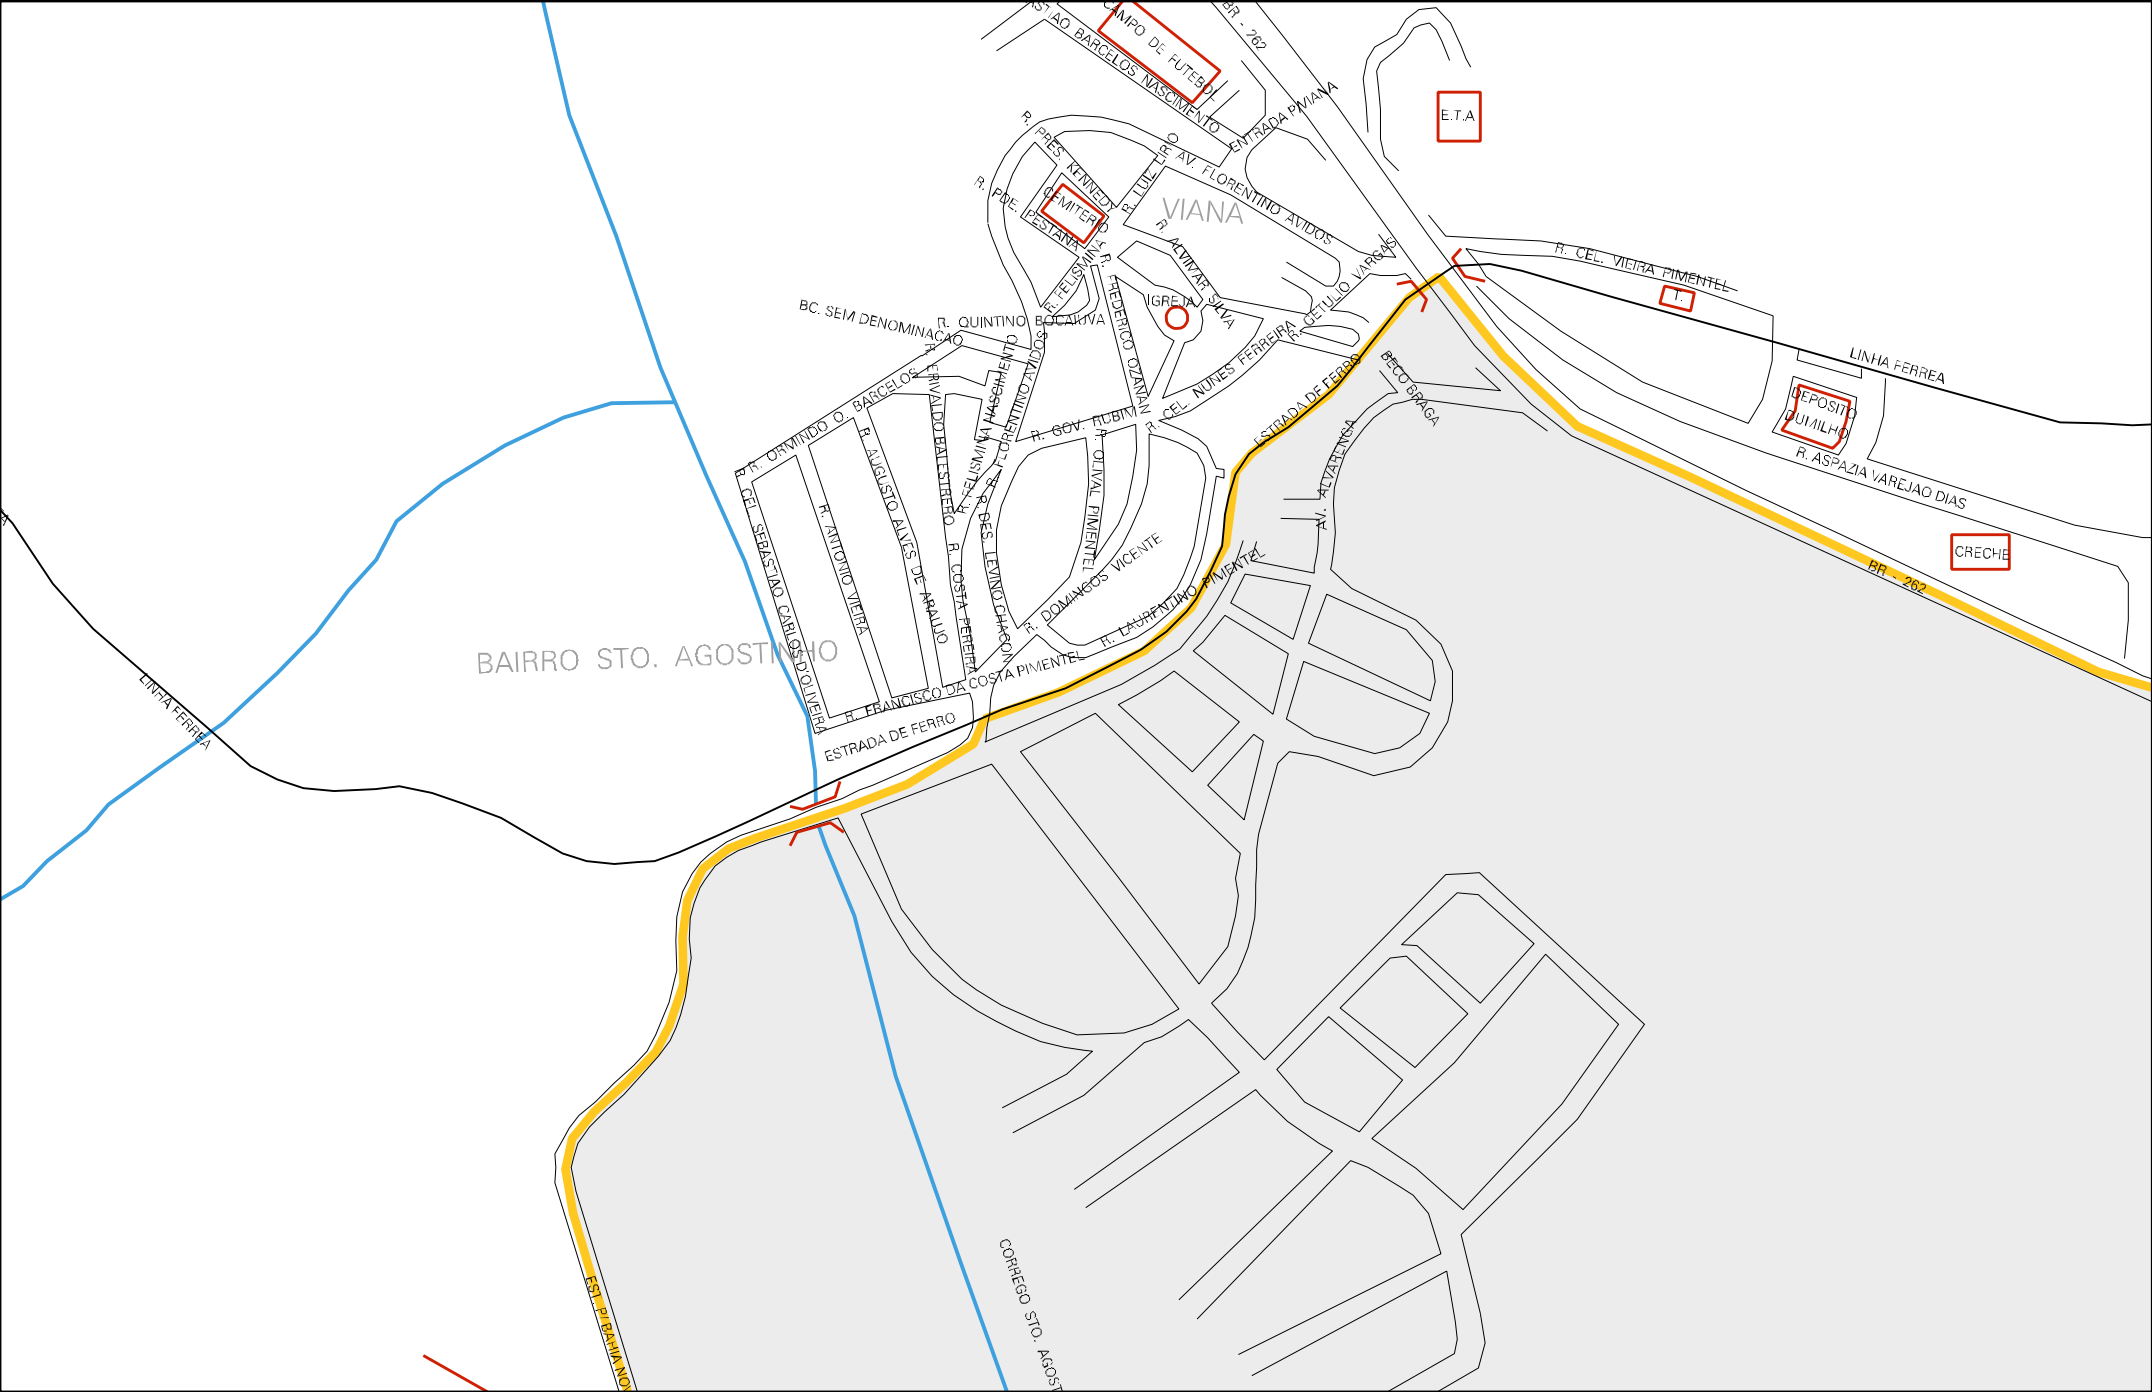 CAMPO DE FUTEBOL
BR - 262
BARCELOS NASCIMENTO
ENTRADA P/VIANA
E.T.A
R. PRES. KENNEDY
R. LUIZ LIRIO
AV. FLORENTINO AVIDOS
VIANA
R. PDE. PESTANA
CEMITERIO
R. FELISMINA
R. ALVIMAR SILVA
R. GETULIO VARGAS
R. CEL. VIEIRA PIMENTEL
T.
IGREJA
R. FREDERICO OZANAN
BC. SEM DENOMINACAO
R. QUINTINO BOCAIUVA
R. CEL. NUNES FERREIRA
ESTRADA DE FERRO
BECO BRAGA
LINHA FERREA
DEPOSITO
DUMILHO
R. ORMINDO O. BARCELOS
R. ERIVALDO BALESTRERO
R. FELISMINA NASCIMENTO
R. FLORENTINO AVIDOS
R. GOV. RUBIM
R. OLIVAL PIMENTEL
AV. ALVARENGA
R. ASPAZIA VAREJAO DIAS
CRECHE
BR - 262
R. CEL. SEBASTIAO CARLOS D'OLIVEIRA
R. ANTONIO VIEIRA
R. AUGUSTO ALVES DE ARAUJO
R. COSTA PEREIRA
R. DES. LEVINO CHACON
R. DOMINGOS VICENTE
R. LAURENTINO PIMENTEL
BAIRRO STO. AGOSTINHO
R. FRANCISCO DA COSTA PIMENTEL
ESTRADA DE FERRO
LINHA FERREA
EST. P/ BAHIA NOV
CORREGO STO. AGOST